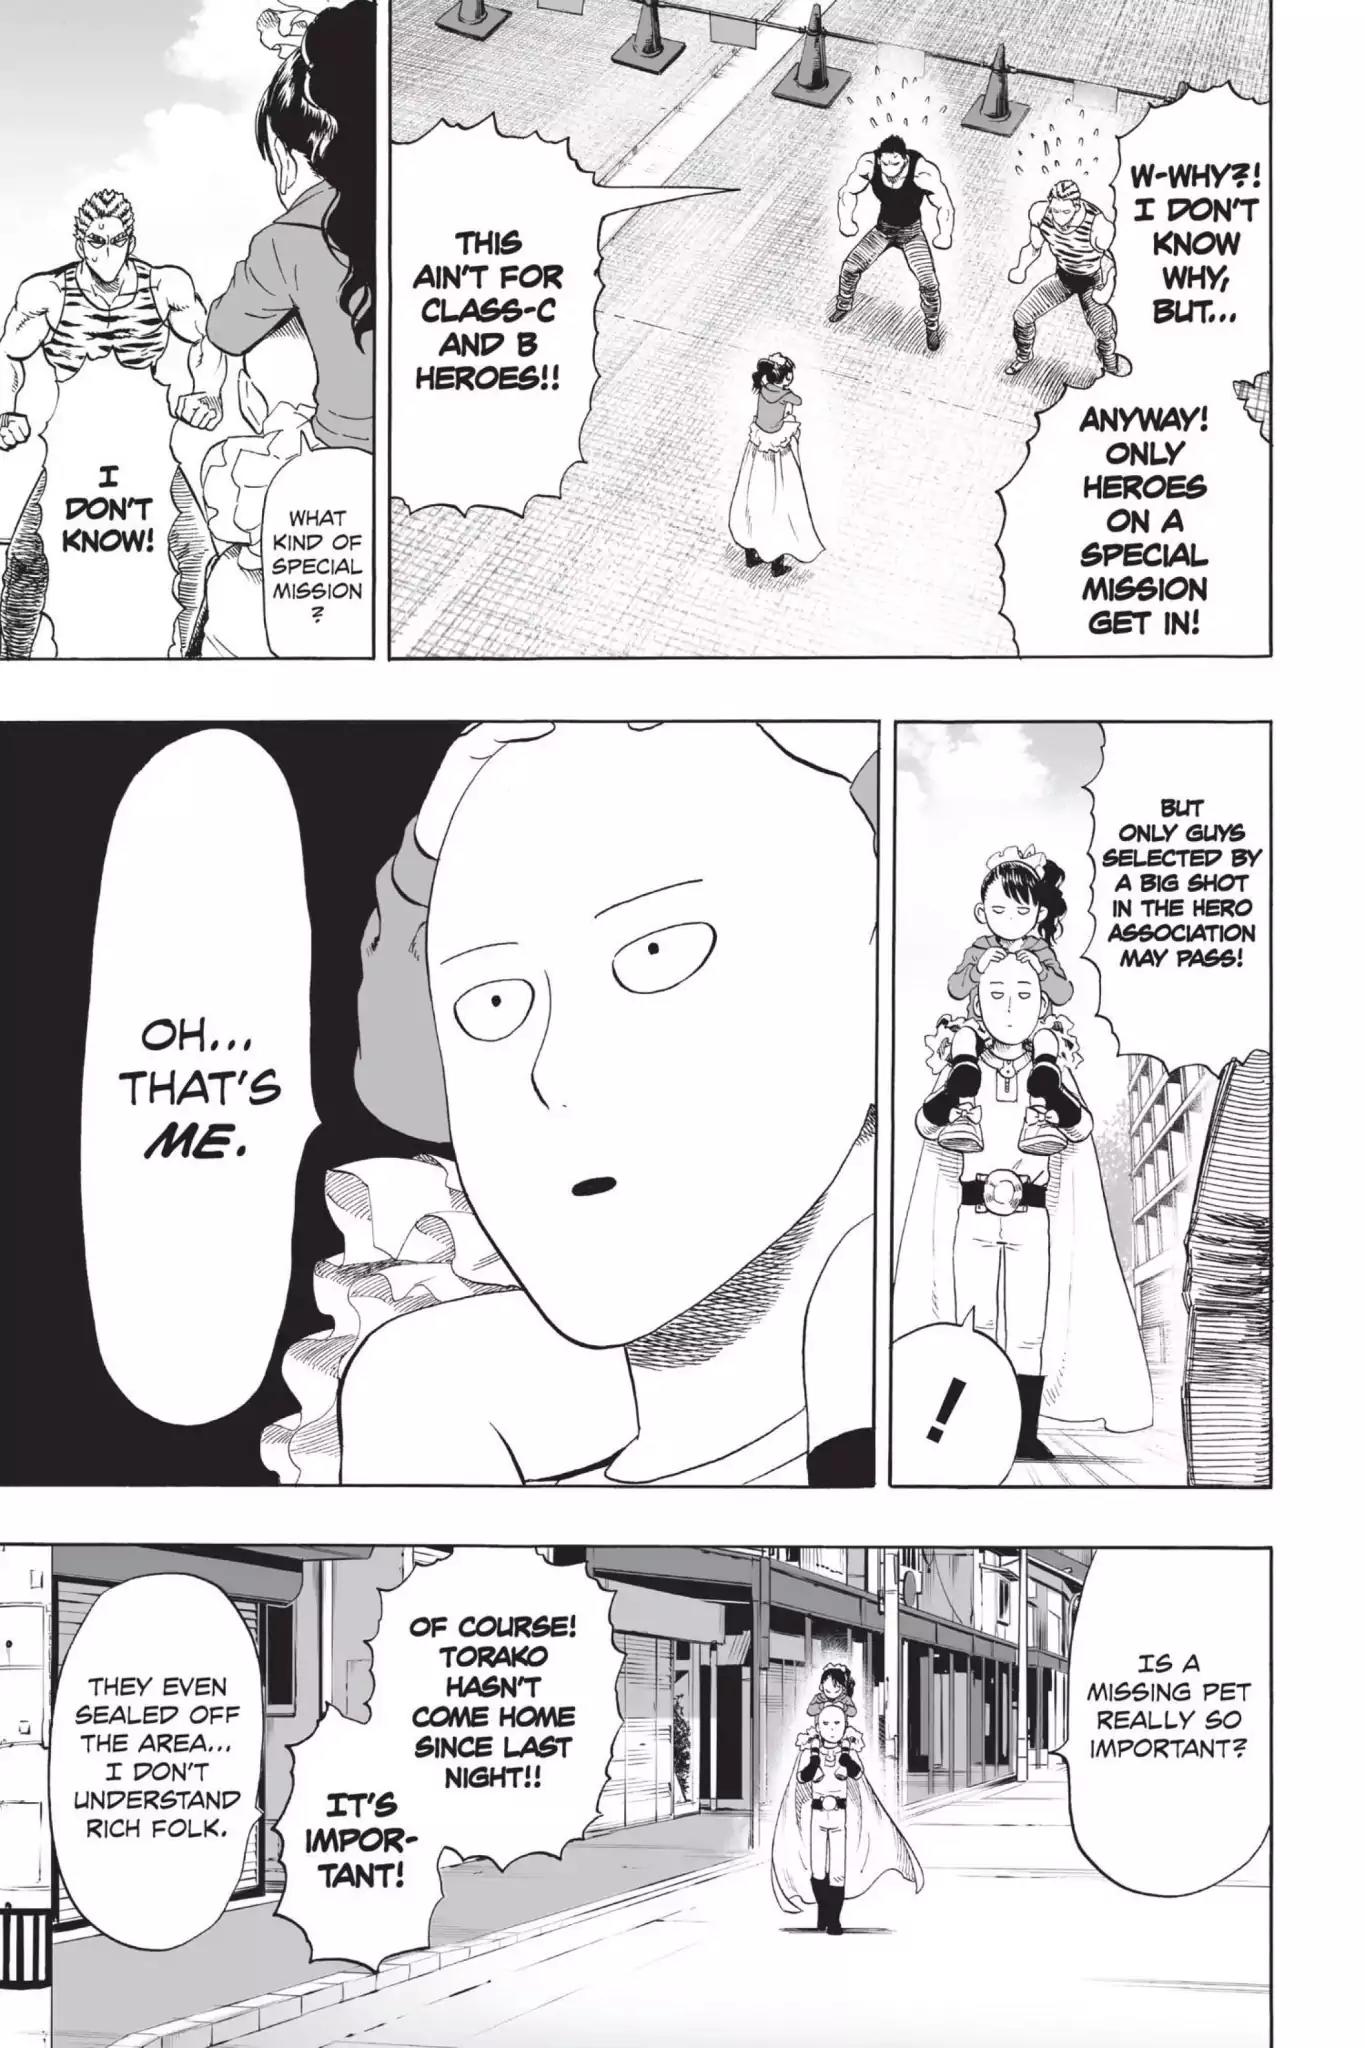 W-WHY?!
I DON'T
KNOW
WHY,
BUT...
ANYWAY!
ONLY
HEROES
ON A
SPECIAL
MISSION
GET IN!
THIS
AIN'T FOR
CLASS-C
AND B
HEROES!!
WHAT
KIND OF
SPECIAL
MISSION
?
I
DON'T
KNOW!
BUT
ONLY GUYS
SELECTED BY
A BIG SHOT
IN THE HERO
ASSOCIATION
MAY PASS!
!
OH...
THAT'S
ME.
IS A
MISSING PET
REALLY SO
IMPORTANT?
OF COURSE!
TORAKO
HASN'T
COME HOME
SINCE LAST
NIGHT!!
IT'S
IMPOR-
TANT!
THEY EVEN
SEALED OFF
THE AREA...
I DON'T
UNDERSTAND
RICH FOLK.